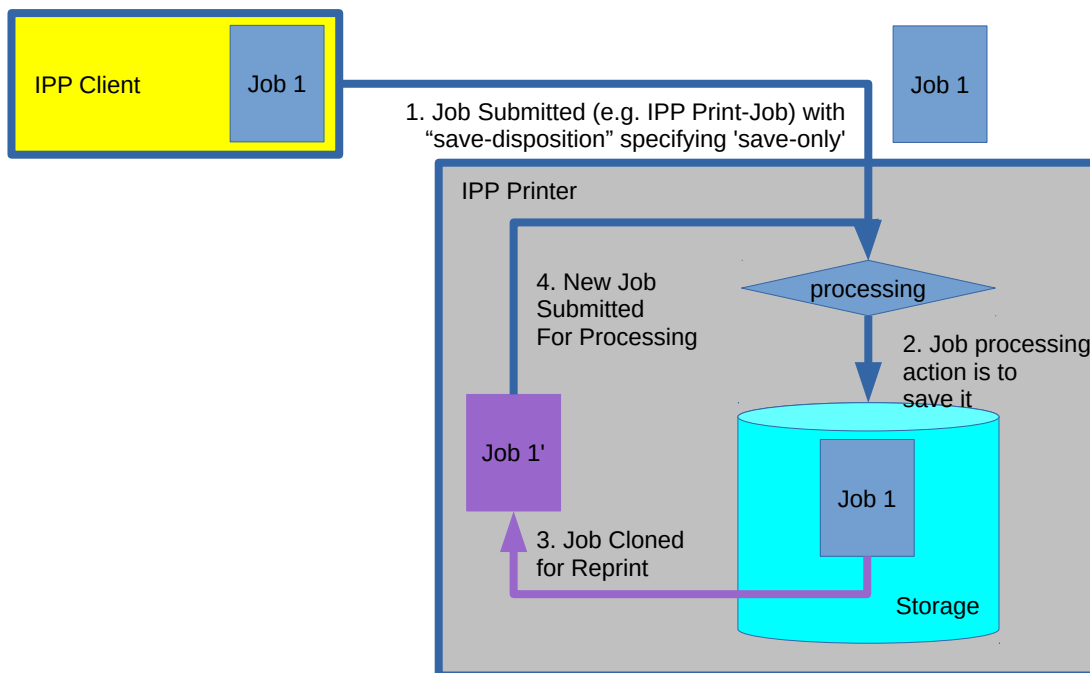 IPP Client
Job 1
Job 1
1. Job Submitted (e.g. IPP Print-Job) with
“save-disposition” specifying 'save-only'
IPP Printer
processing
4. New Job
Submitted
For Processing
2. Job processing
action is to
save it
Job 1'
Job 1
3. Job Cloned
for Reprint
Storage